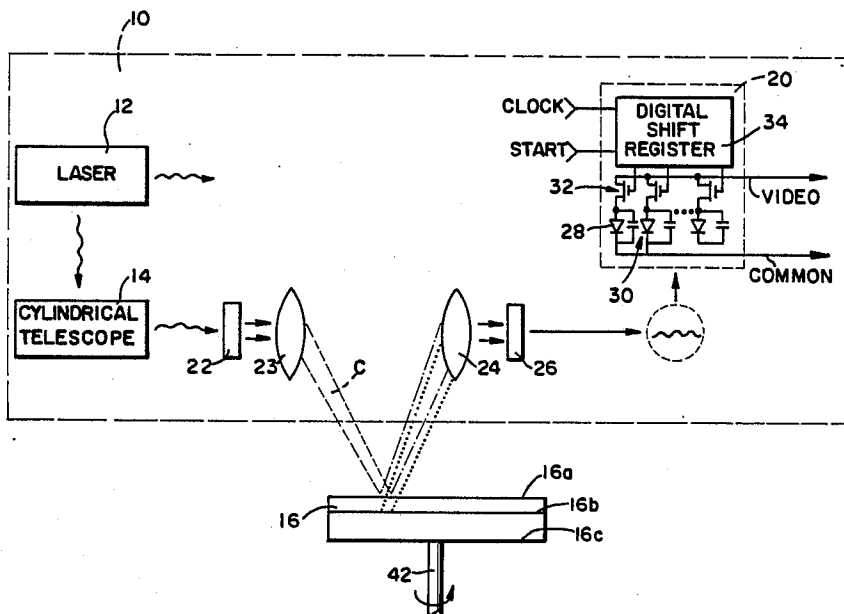 10
20
12
CLOCK
DIGITAL
SHIFT
REGISTER
34
LASER
START
32
VIDEO
28
14
30
COMMON
CYLINDRICAL
TELESCOPE
22
23
C
24
26
16a
16
16b
16c
42